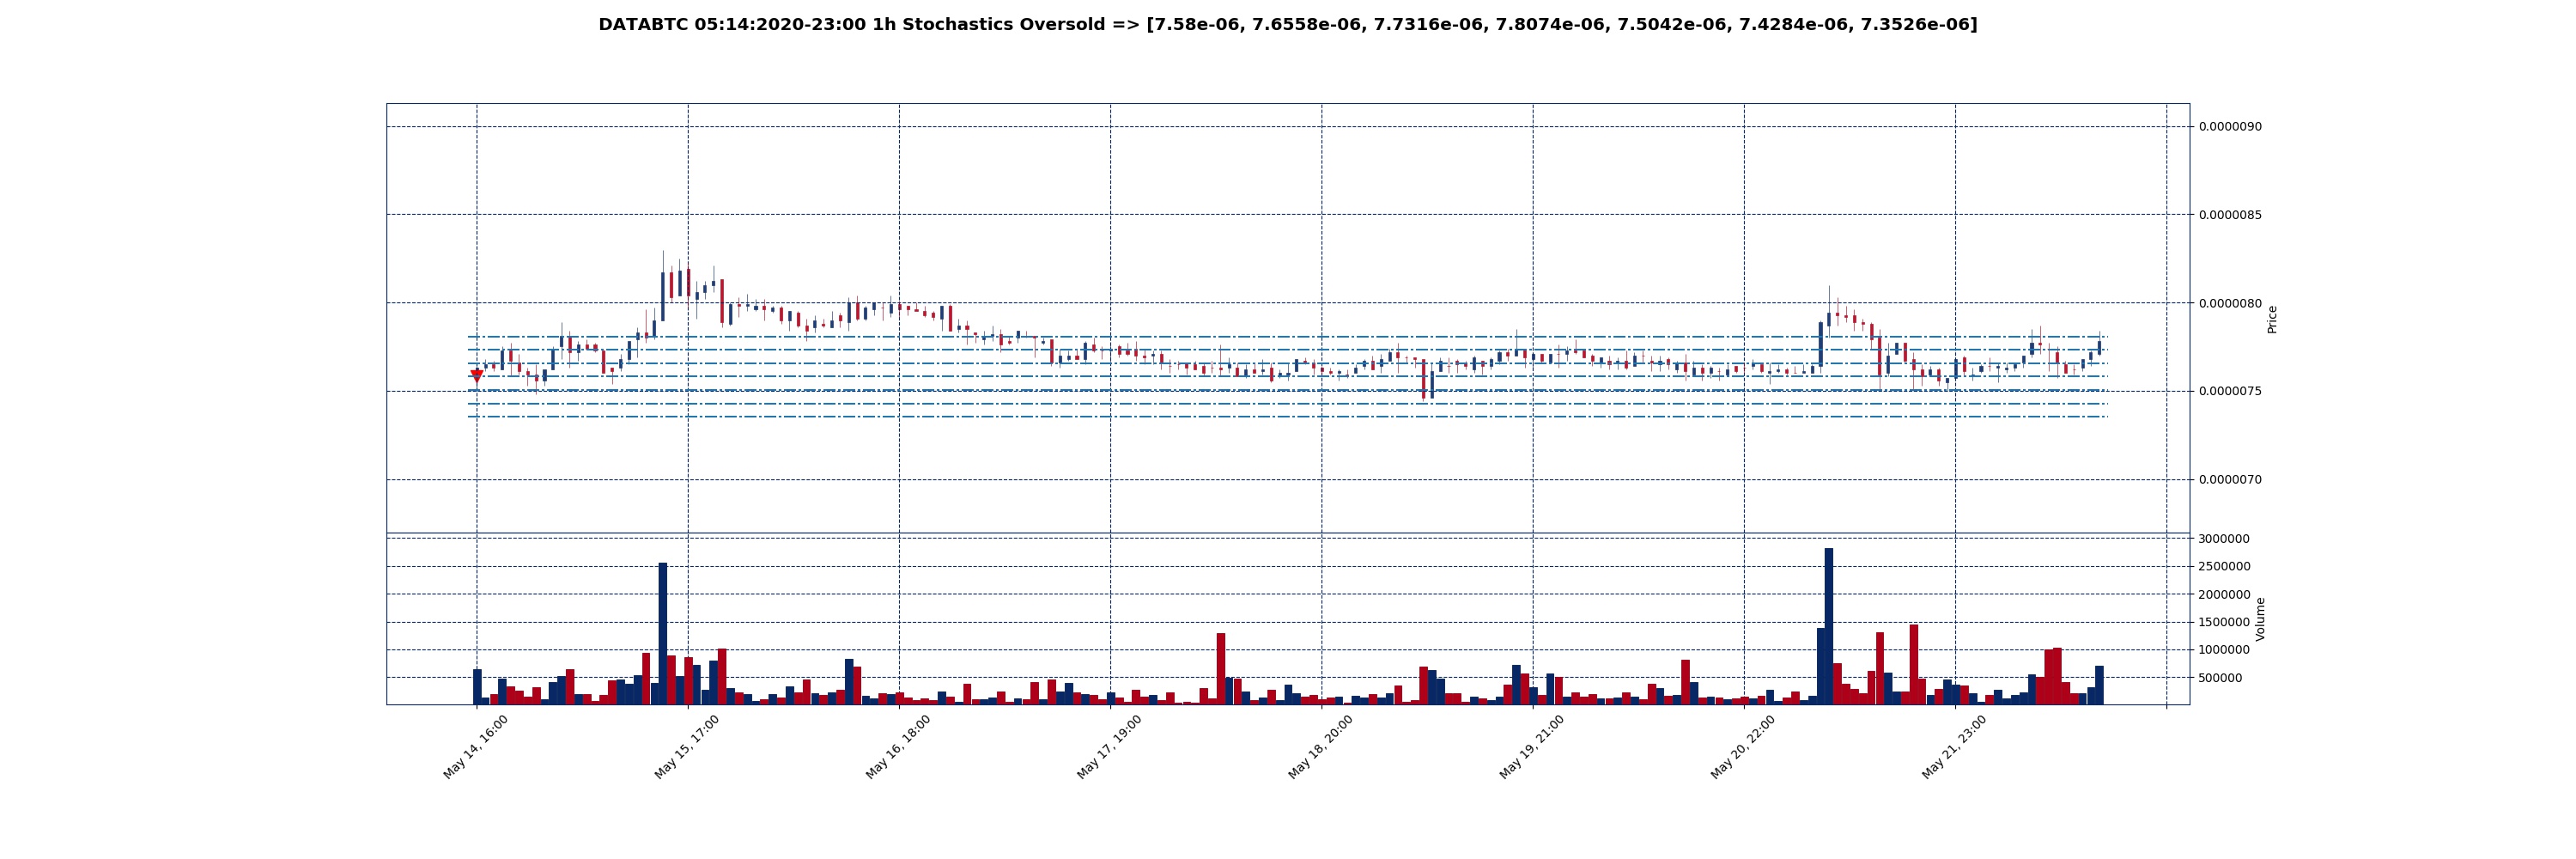 DATABTC 05:14:2020-23:00 1h Stochastics Oversold => [7.58e-06, 7.6558e-06, 7.7316e-06, 7.8074e-06, 7.5042e-06, 7.4284e-06, 7.3526e-06]
0.0000090
0.0000085
0.0000080
0.0000075
0.0000070
Price
3000000
2500000
2000000
1500000
1000000
500000
Volume
May 14, 16:00
May 15, 17:00
May 16, 18:00
May 17, 19:00
May 18, 20:00
May 19, 21:00
May 20, 22:00
May 21, 23:00